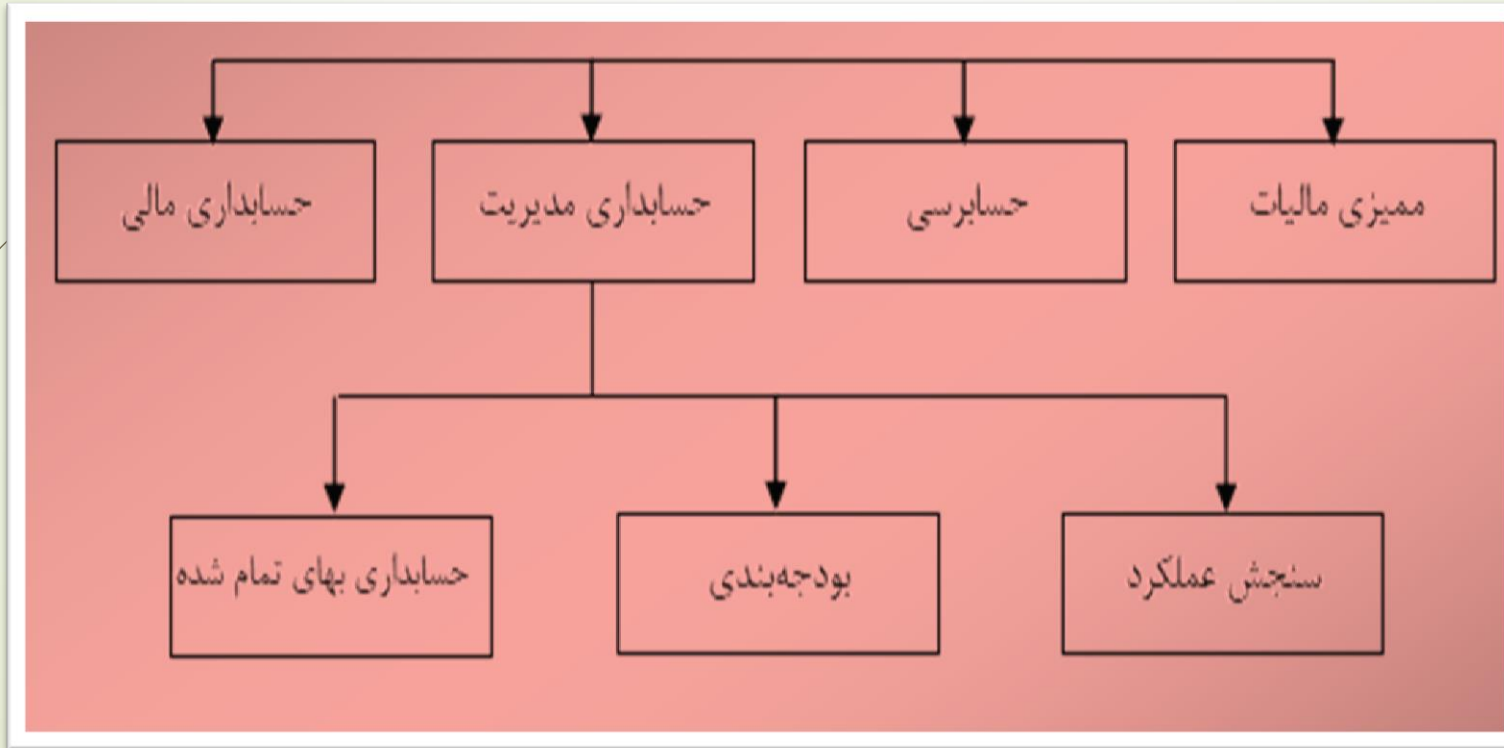 ممیزی مالیات
حسابرسی
حسابداری مدیریت
حسابداری مالی
سنجش عملکرد
بودجه‌بندی
حسابداری بهای تمام شده